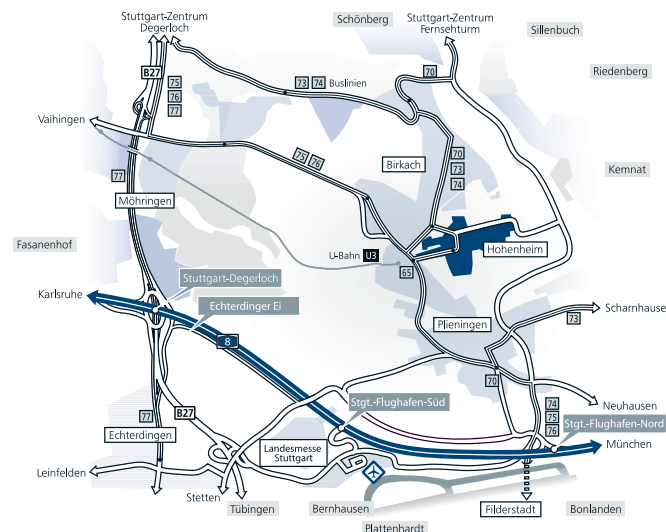 Stuttgart-Zentrum
Degerloch
Schönberg
Stuttgart-Zentrum
Fernsehturm
Sillenbuch
Riedenberg
B27
75
76
77
73
74
Buslinien
70
Vaihingen
75
76
Birkach
70
73
74
Kemnat
77
Möhringen
Fasanenhof
U-Bahn
U3
65
Hohenheim
Stuttgart-Degerloch
Karlsruhe
Echterdinger Ei
8
Plieningen
Scharnhause
73
70
Stgt.-Flughafen-Süd
Neuhausen
74
75
76
Stgt.-Flughafen-Nord
77
B27
Echterdingen
Landesmesse
Stuttgart
München
Leinfelden
Stetten
Tübingen
Bernhausen
Plattenhardt
Filderstadt
Bonlanden